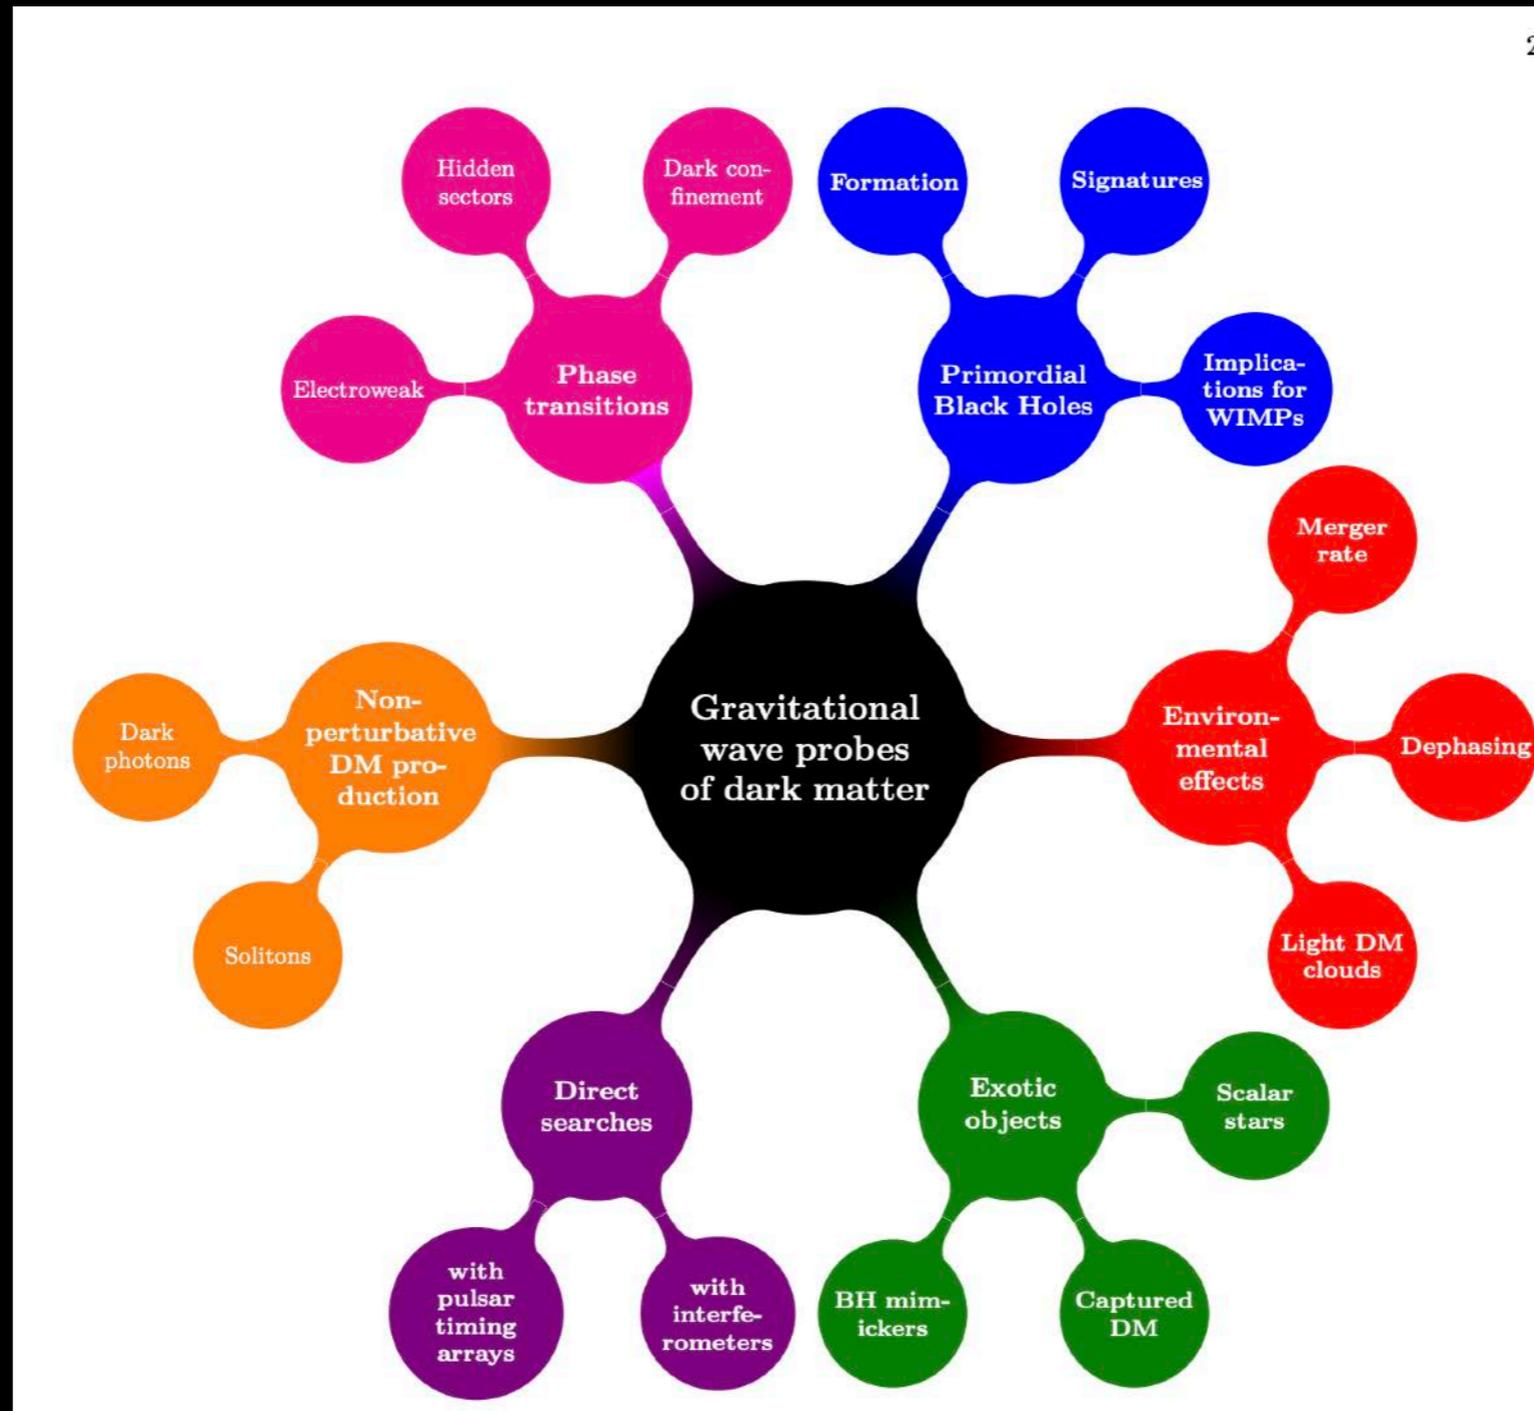 2
Hidden
sectors
Dark con-
finement
Formation
Signatures
Electroweak
Phase
transitions
Primordial
Black Holes
Implica-
tions for
WIMPs
Merger
rate
Non-
perturbative
DM pro-
duction
Dark
photons
Solitons
Gravitational
wave probes
of dark matter
Environ-
mental
effects
Dephasing
Light DM
clouds
Direct
searches
Exotic
objects
Scalar
stars
with
pulsar
timing
arrays
with
interfe-
rometers
BH mim-
ickers
Captured
DM